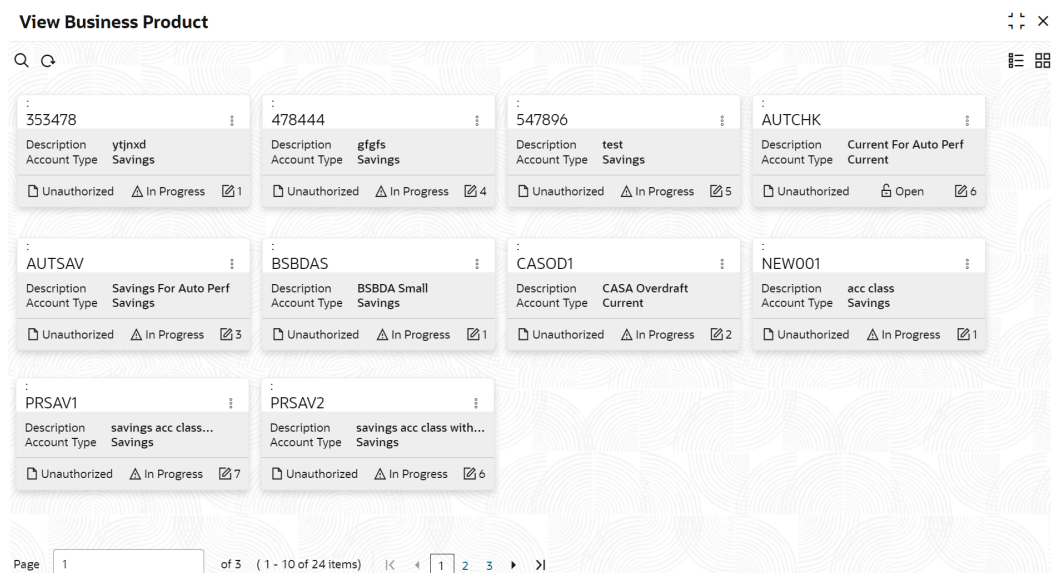 View Business Product
:
353478
Description ytjnxd
Account Type Savings
Unauthorized In Progress 1
:
478444
Description gfgfs
Account Type Savings
Unauthorized In Progress 4
:
547896
Description test
Account Type Savings
Unauthorized In Progress 5
:
AUTCHK
Description Current For Auto Perf
Account Type Current
Unauthorized Open 6
:
AUTSAV
Description Savings For Auto Perf
Account Type Savings
Unauthorized In Progress 3
:
BSBDAS
Description BSBDA Small
Account Type Savings
Unauthorized In Progress 1
:
CASOD1
Description CASA Overdraft
Account Type Current
Unauthorized In Progress 2
:
NEW001
Description acc class
Account Type Savings
Unauthorized In Progress 1
:
PRSAV1
Description savings acc class...
Account Type Savings
Unauthorized In Progress 7
:
PRSAV2
Description savings acc class with...
Account Type Savings
Unauthorized In Progress 6
Page 1 of 3 (1 - 10 of 24 items) 1 2 3